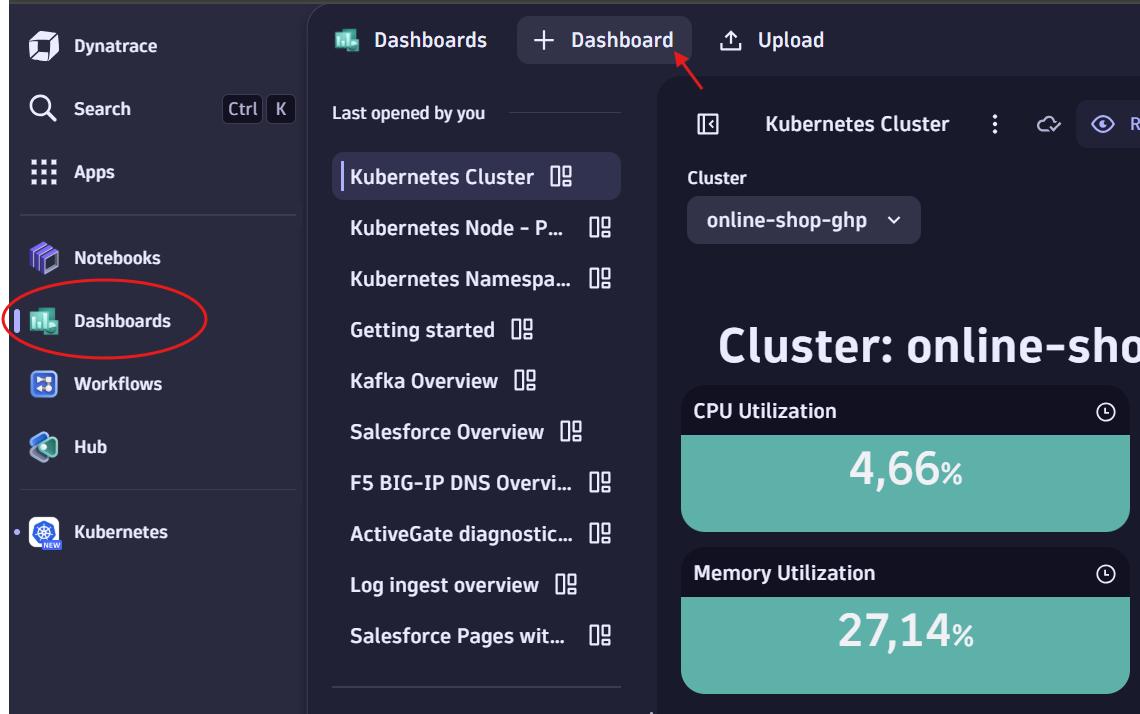 Dynatrace
Search Ctrl K
Apps
Notebooks
Dashboards
Workflows
Hub
Kubernetes
NEW
Dashboards + Dashboard Upload
Last opened by you
Kubernetes Cluster
Kubernetes Node - P...
Kubernetes Namespa...
Getting started
Kafka Overview
Salesforce Overview
F5 BIG-IP DNS Overvi...
ActiveGate diagnostic...
Log ingest overview
Salesforce Pages wit...
Kubernetes Cluster R
Cluster
online-shop-ghp
Cluster: online-sho
CPU Utilization
4,66%
Memory Utilization
27,14%